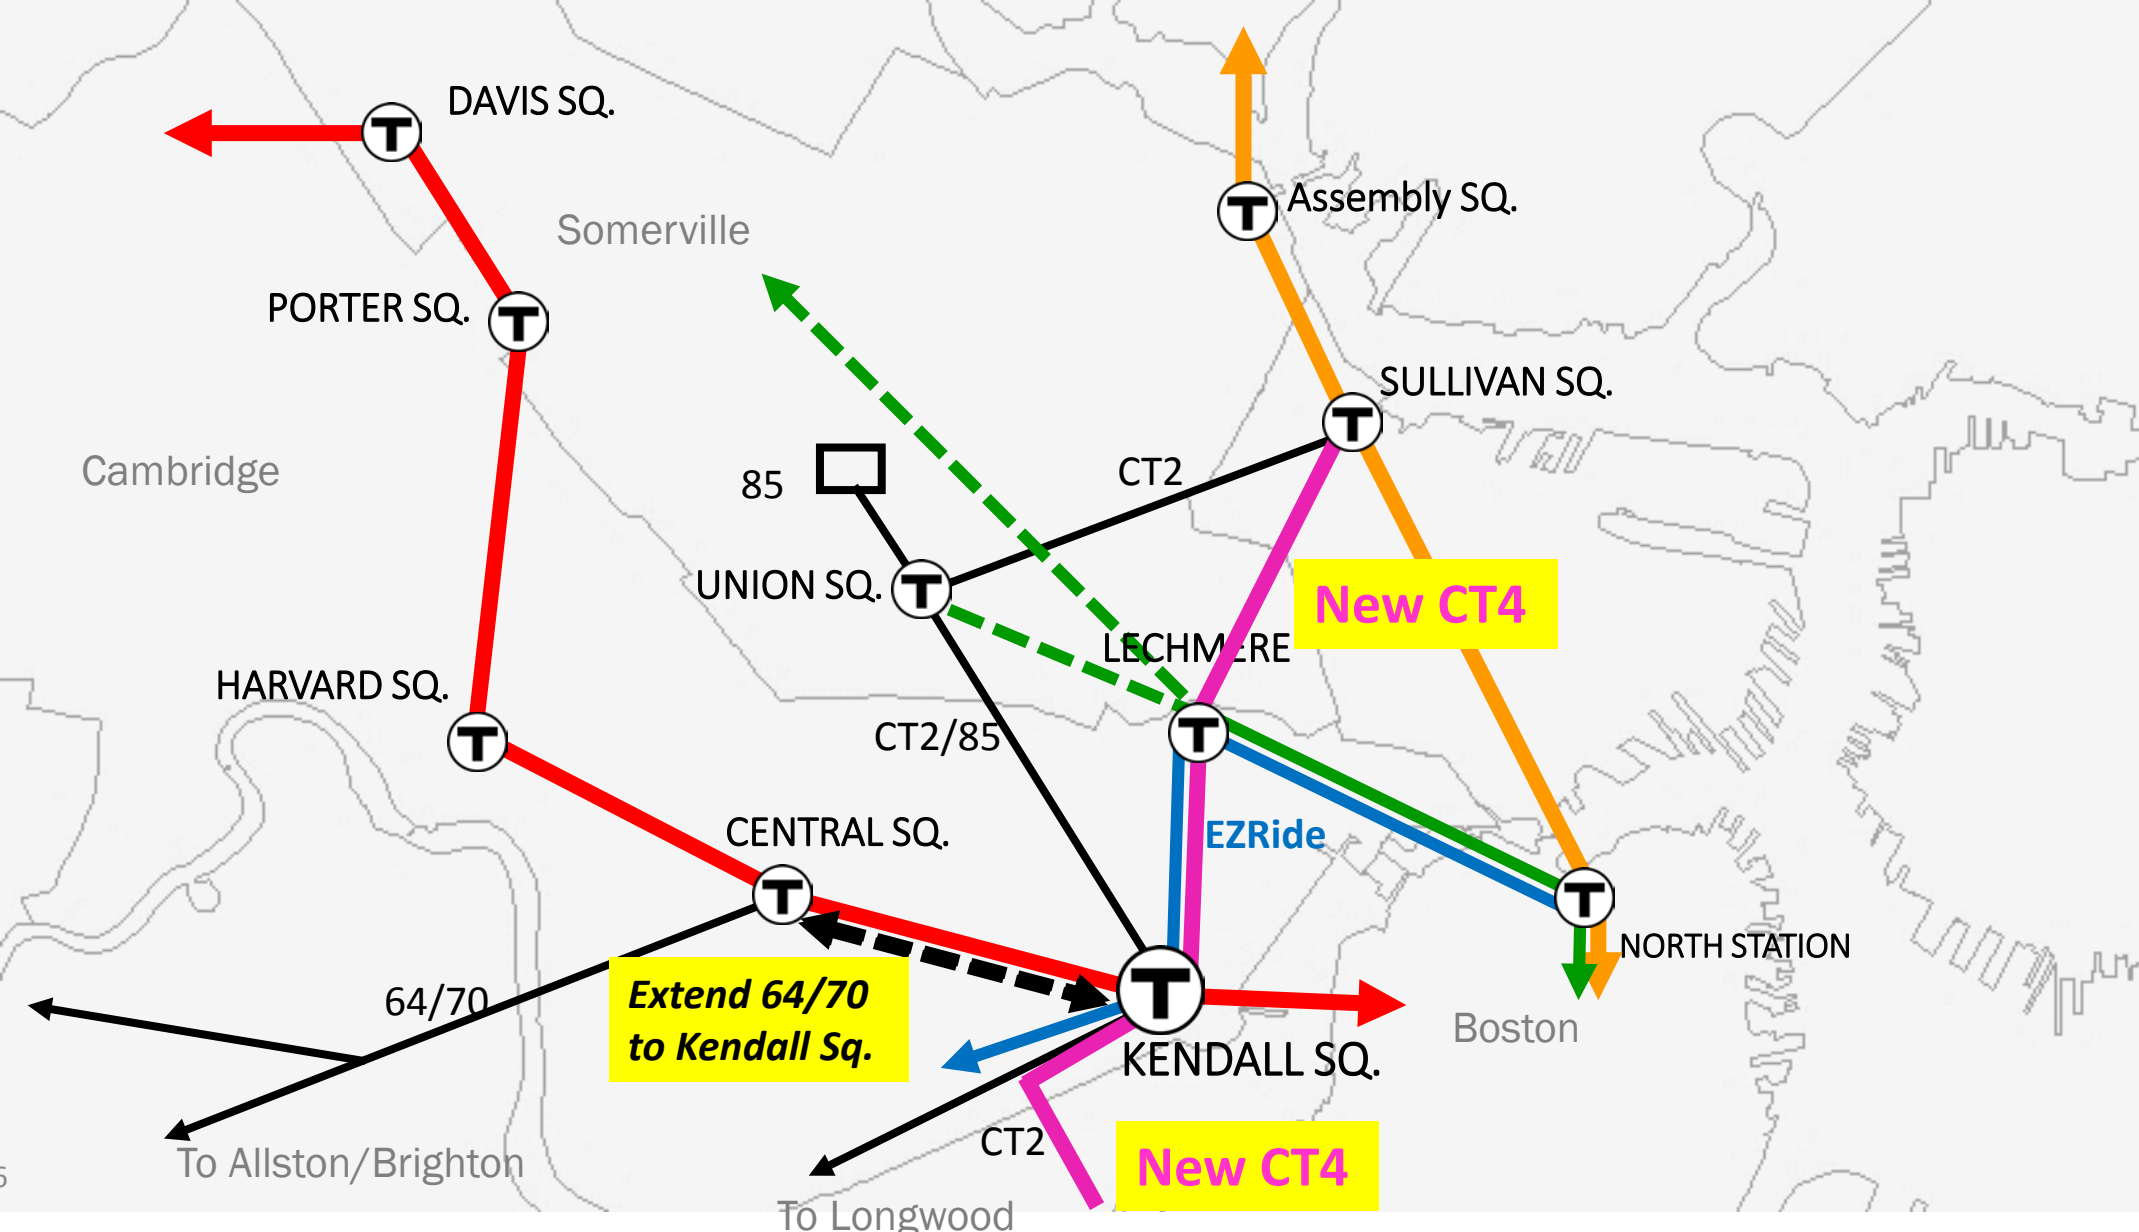 DAVIS SQ.
Assembly SQ.
Somerville
PORTER SQ.
SULLIVAN SQ.
Cambridge
85
CT2
UNION SQ.
New CT4
LECHMERE
HARVARD SQ.
CT2/85
CENTRAL SQ.
EZRide
NORTH STATION
64/70
Extend 64/70
to Kendall Sq.
Boston
KENDALL SQ.
CT2
New CT4
To Allston/Brighton
6
To Longwood
T
T
T
T
T
T
T
T
T
T